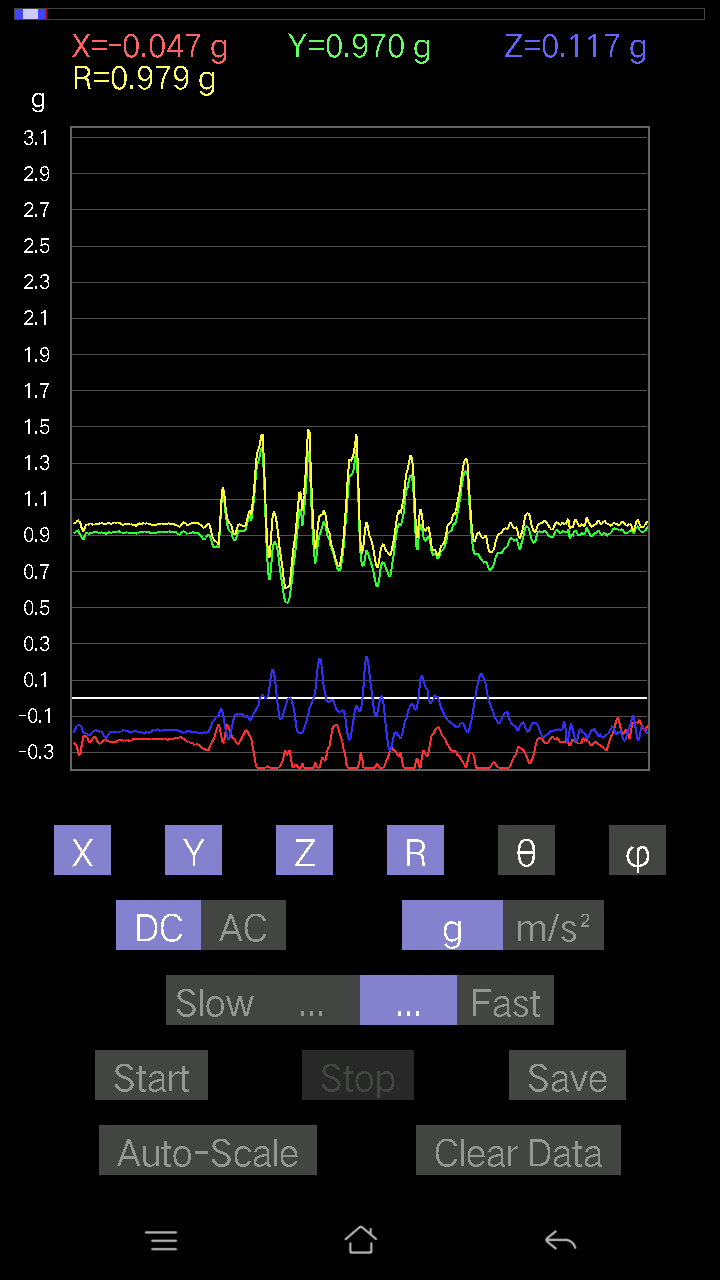 X=-0.047 g Y=0.970 g Z=0.117 g
R=0.979 g
g
3.1
2.9
2.7
2.5
2.3
2.1
1.9
1.7
1.5
1.3
1.1
0.9
0.7
0.5
0.3
0.1
-0.1
-0.3
X Y Z R θ φ
DC AC g m/s²
Slow ... ... Fast
Start Stop Save
Auto-Scale Clear Data